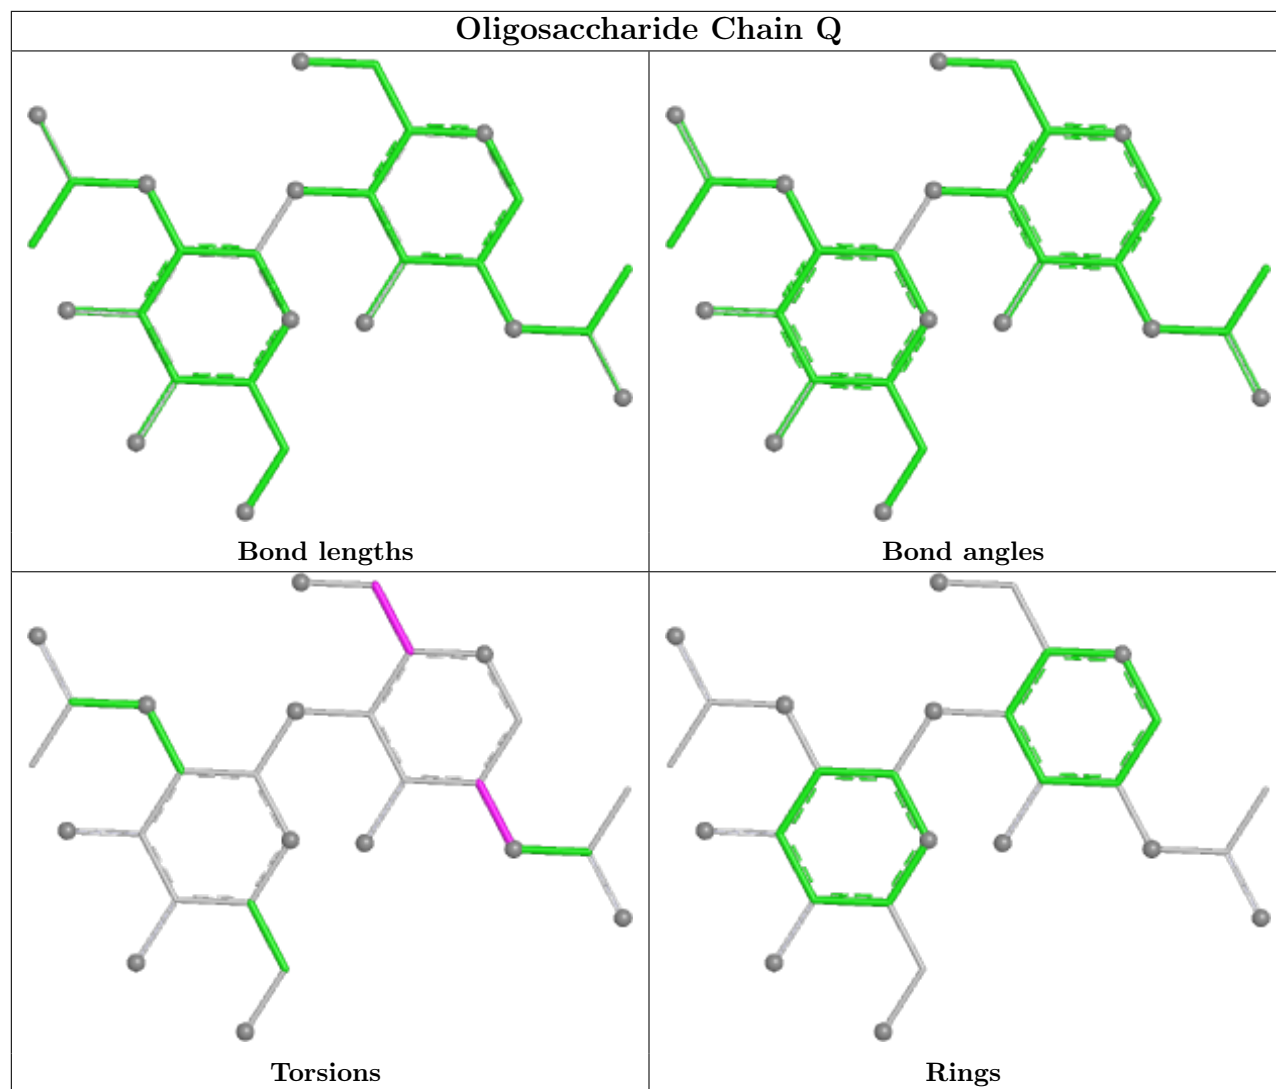 Oligosaccharide Chain Q
Bond lengths
Bond angles
Torsions
Rings